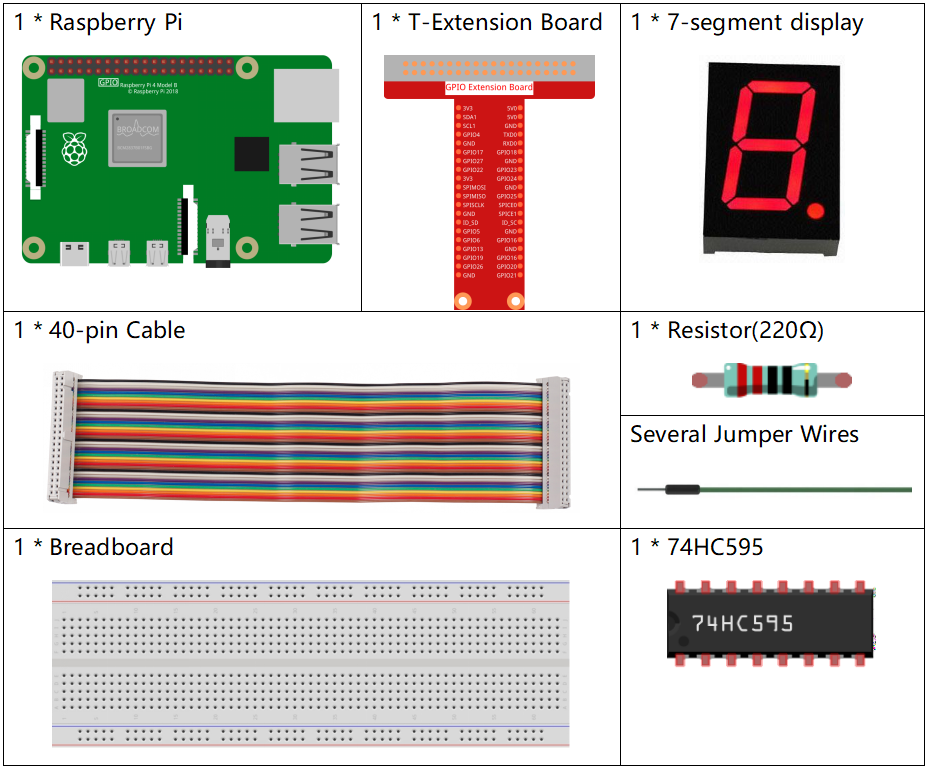 1 * Raspberry Pi
1 * T-Extension Board
1 * 7-segment display
GPIO
Raspberry Pi 4 Model B
© Raspberry Pi 2018
BROADCOM
GPIO Extension Board
3V3 5V0
SDA1 5V0
SCL1 GND
GPIO4 TXD0
GND RXD0
GPIO17 GPIO18
GPIO27 GND
GPIO22 GPIO23
3V3 GPIO24
SPIMOSI GND
SPIMISO GPIO25
SPISCLK SPICE0
GND SPICE1
ID_SD ID_SC
GPIO5 GND
GPIO6 GPIO16
GPIO13 GND
GPIO19 GPIO16
GPIO26 GPIO20
GND GPIO21
1 * 40-pin Cable
1 * Resistor(220Ω)
Several Jumper Wires
1 * Breadboard
1 * 74HC595
74HC595